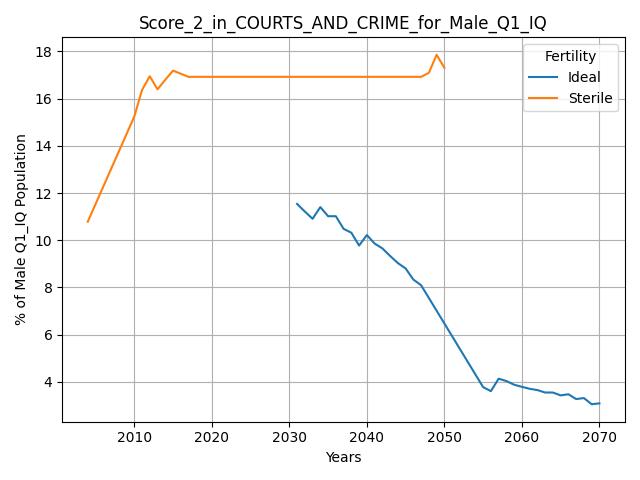 Score_2_in_COURTS_AND_CRIME_for_Male_Q1_IQ
% of Male Q1_IQ Population
18
16
14
12
10
8
6
4
Fertility
Ideal
Sterile
2010 2020 2030 2040 2050 2060 2070
Years